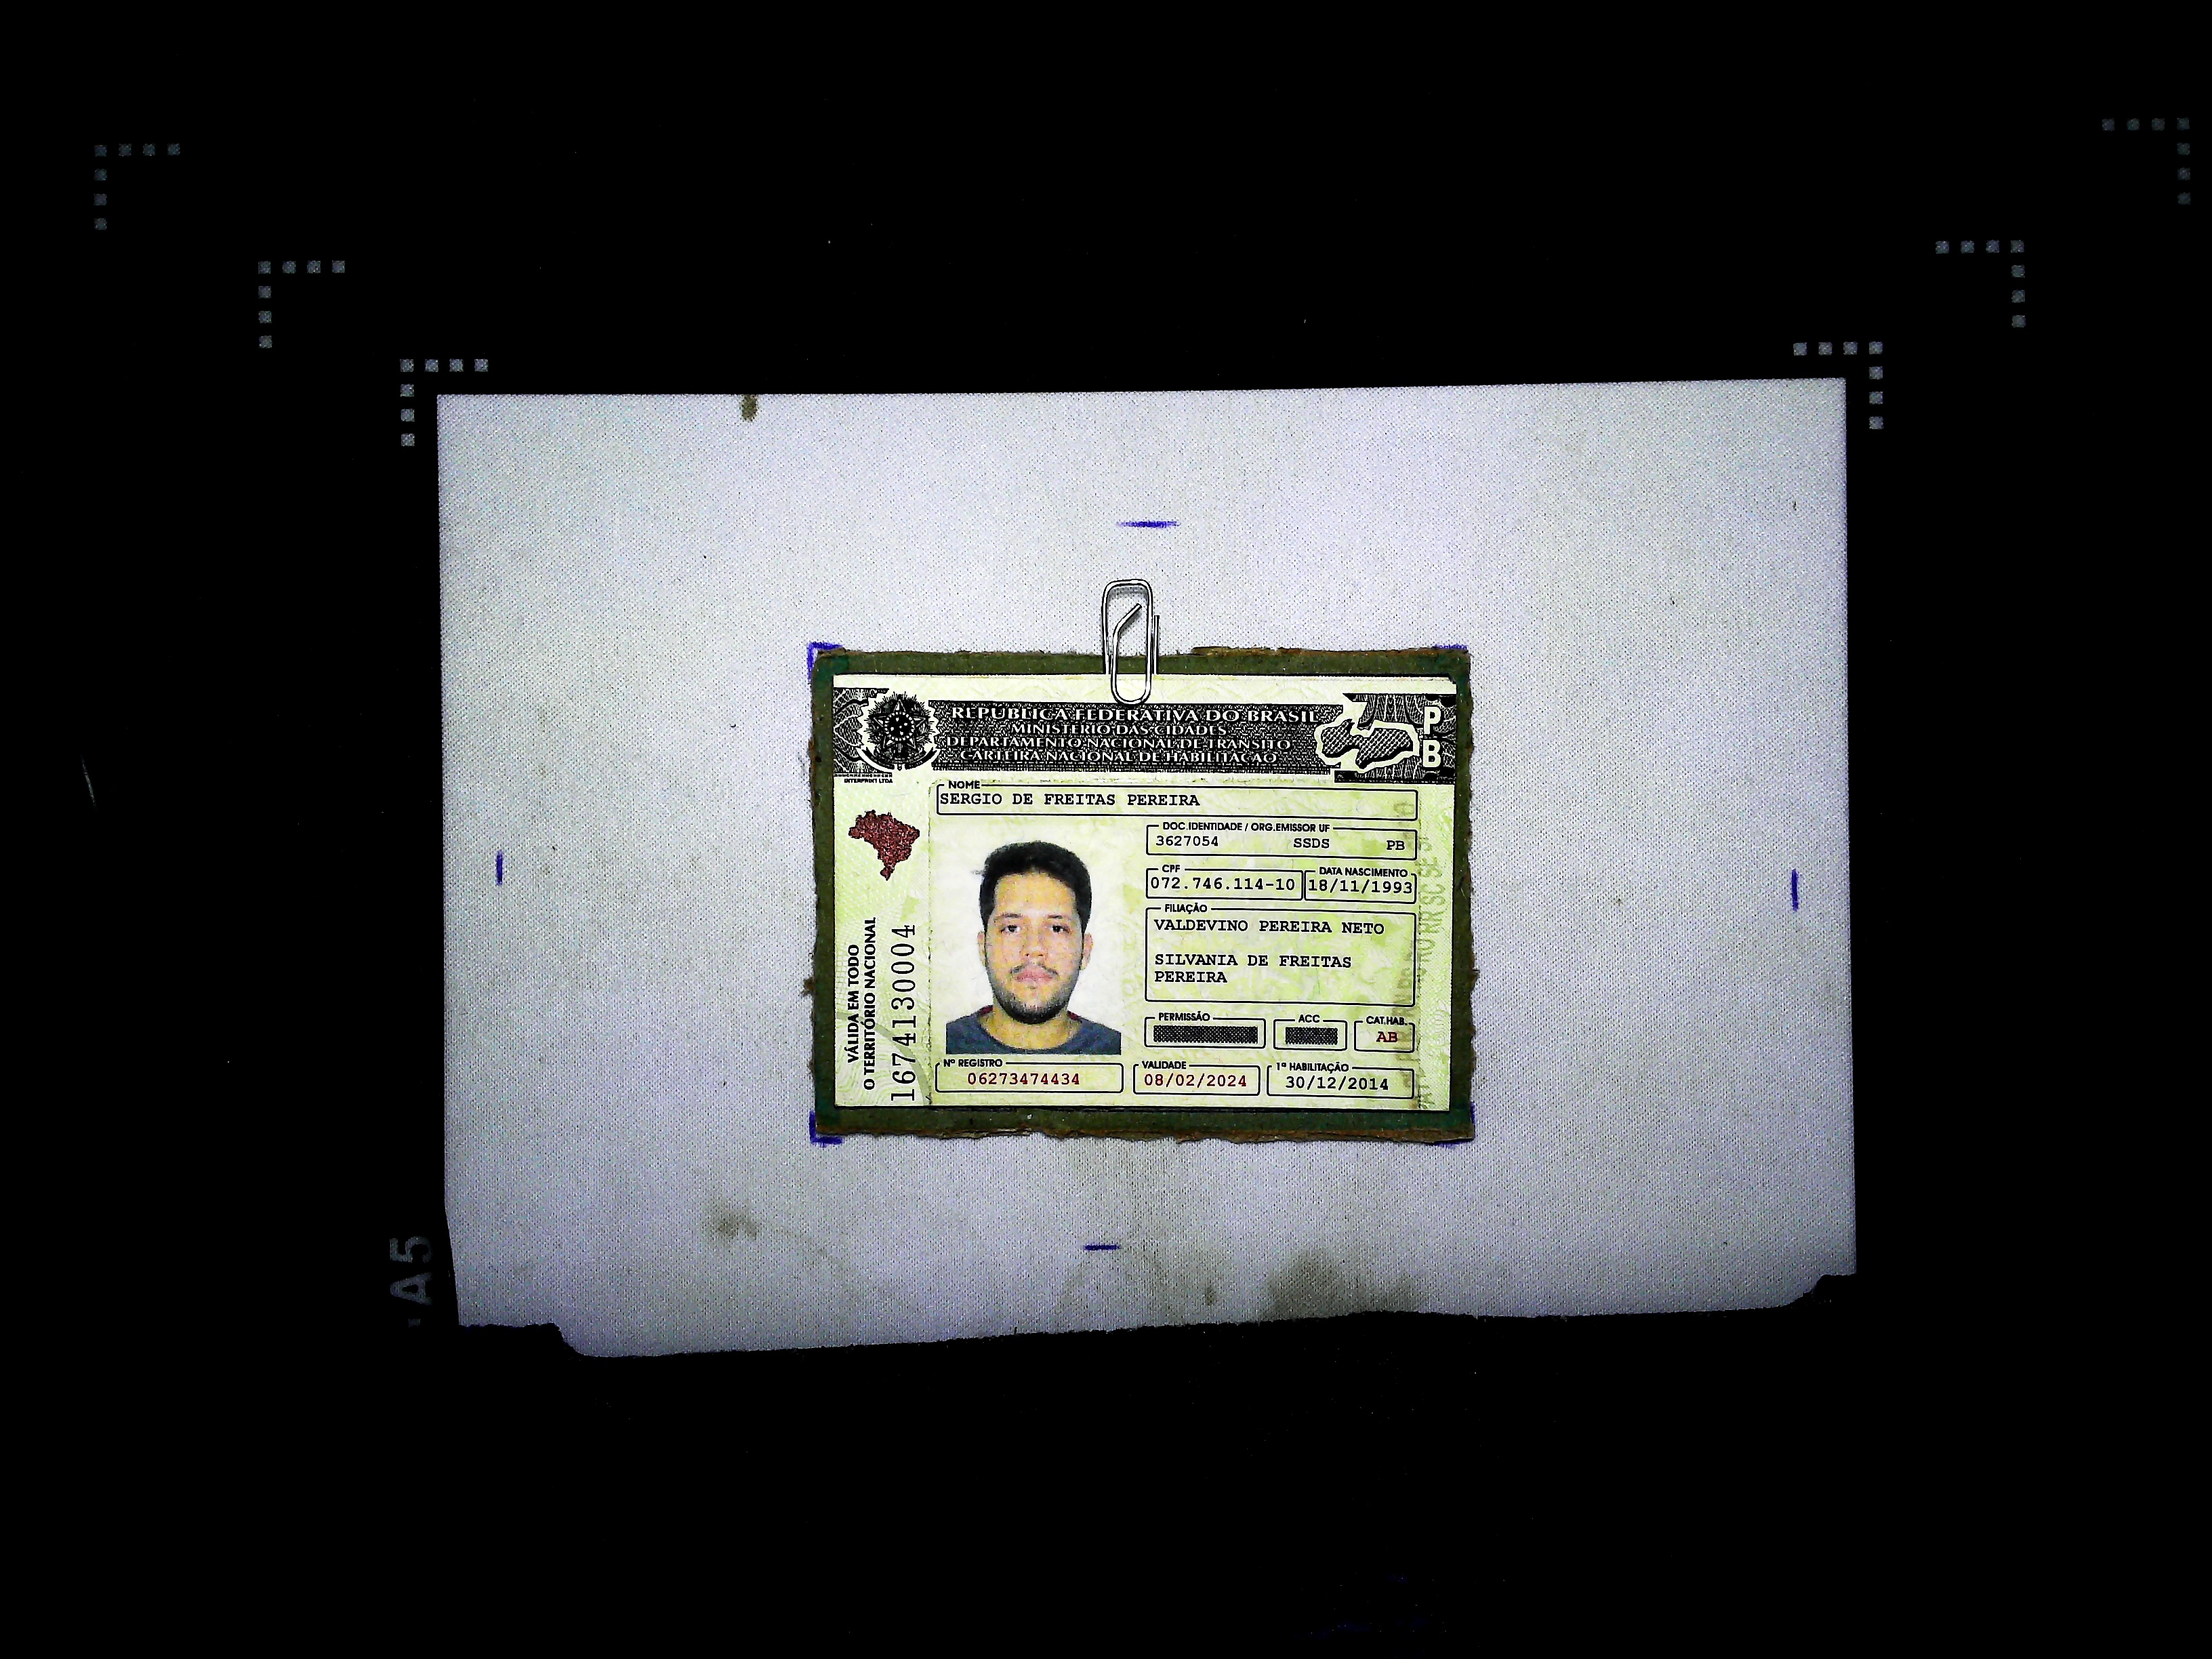 REPÚBLICA FEDERATIVA DO BRASIL
MINISTÉRIO DAS CIDADES
DEPARTAMENTO NACIONAL DE TRÂNSITO
CARTEIRA NACIONAL DE HABILITAÇÃO
P
B
INTERPRINT LTDA
NOME
SERGIO DE FREITAS PEREIRA
DOC. IDENTIDADE / ORG. EMISSOR UF
3627054 SSDS PB
CPF
072.746.114-10
DATA NASCIMENTO
18/11/1993
FILIAÇÃO
VALDEVINO PEREIRA NETO
SILVANIA DE FREITAS
PEREIRA
PERMISSÃO
ACC
CAT.HAB.
AB
Nº REGISTRO
06273474434
VALIDADE
08/02/2024
1ª HABILITAÇÃO
30/12/2014
VÁLIDA EM TODO
O TERRITÓRIO NACIONAL
1674130004
A5